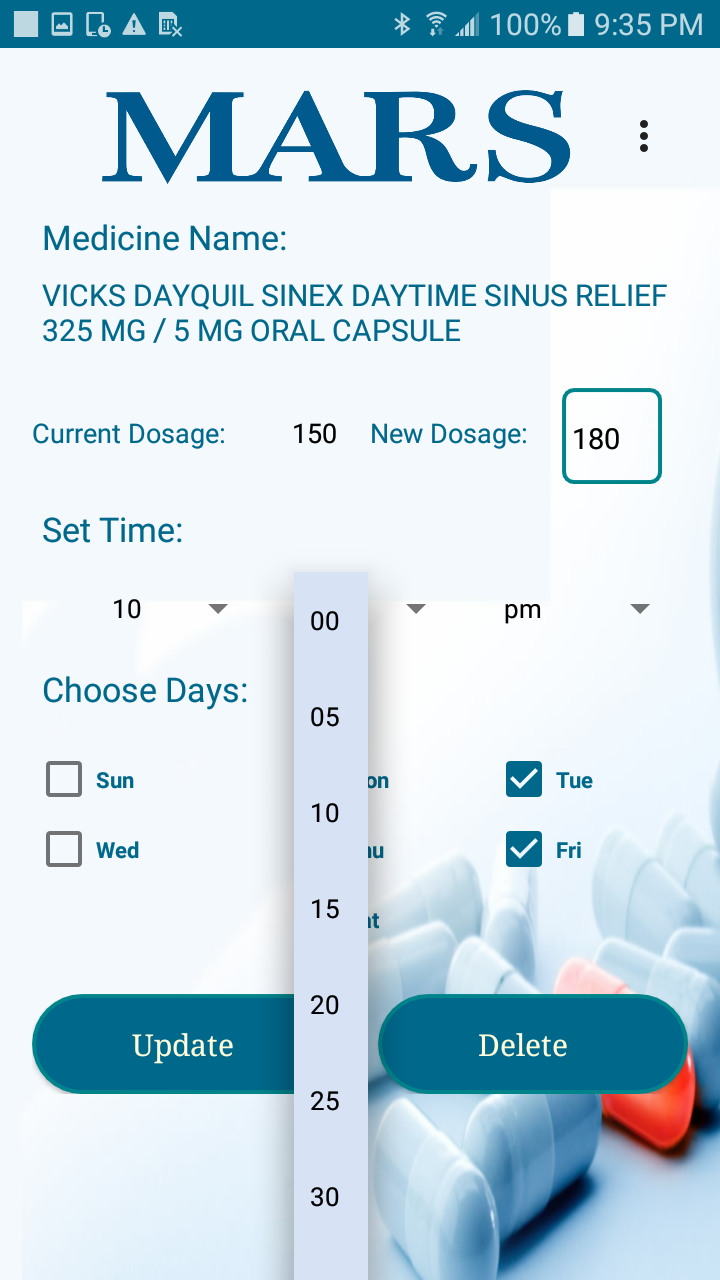 100% 9:35 PM
MARS
Medicine Name:
VICKS DAYQUIL SINEX DAYTIME SINUS RELIEF
325 MG / 5 MG ORAL CAPSULE
Current Dosage: 150 New Dosage: 180
Set Time:
10 pm
00
05
10
15
20
25
30
Choose Days:
Sun on Tue
Wed Fri
Update Delete